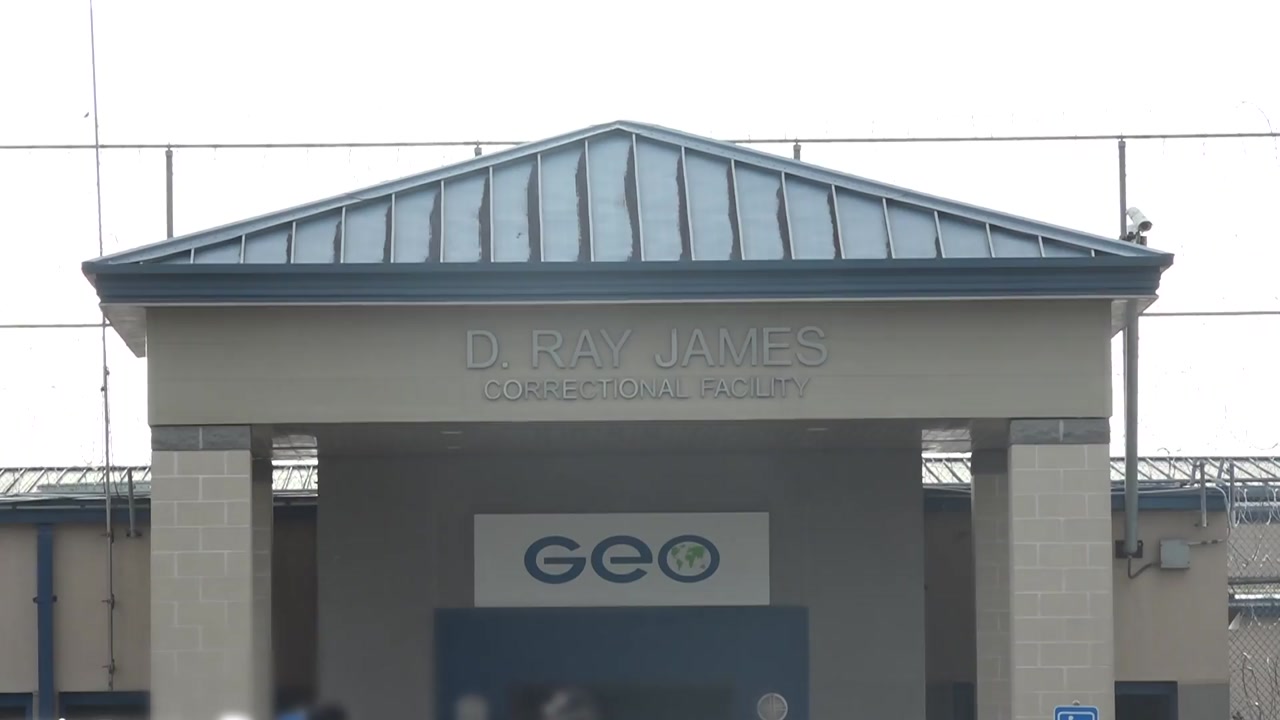 D. RAY JAMES
CORRECTIONAL FACILITY
GEO